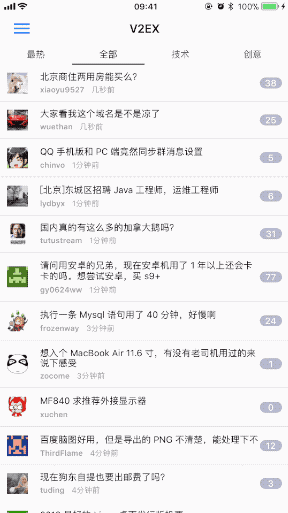 09:41
100%
V2EX
最热 全部 技术 创意
北京商住两用房能买么?
xiaoyu9527 几秒前
38
大家看我这个域名是不是凉了
wuethan 几秒前
25
QQ 手机版和 PC 端竟然同步群消息设置
chinvo 1分钟前
5
[北京]东城区招聘 Java 工程师，运维工程师
lydbyx 1分钟前
6
国内真的有这么多的加拿大鹅吗?
tutustream 1分钟前
31
请问用安卓的兄弟，现在安卓机用了 1 年以上还会卡
卡的吗。想尝试安卓，买 s9+
gy0624ww 1分钟前
77
执行一条 Mysql 语句用了 40 分钟，好慢啊
frozenway 3分钟前
24
想入个 MacBook Air 11.6 寸，有没有老司机用过的来
说下感受
zocome 3分钟前
1
MF840 求推荐外接显示器
xuchen
0
百度脑图好用，但是导出的 PNG 不清楚，能处理下不
ThirdFlame 4分钟前
12
现在狗东自提也要出邮费了吗?
tuding 4分钟前
3